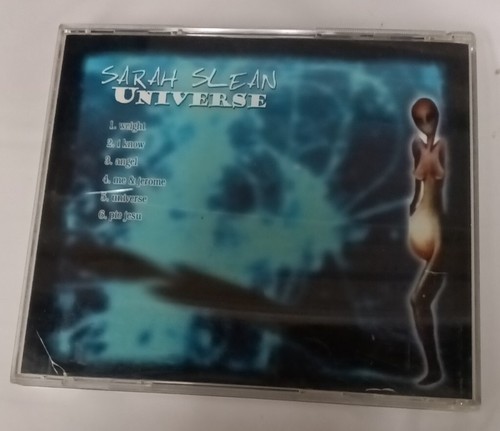 SARAH SLEAN
UNIVERSE
1. weight
2. i know
3. angel
4. me & jerome
5. universe
6. pie jesu